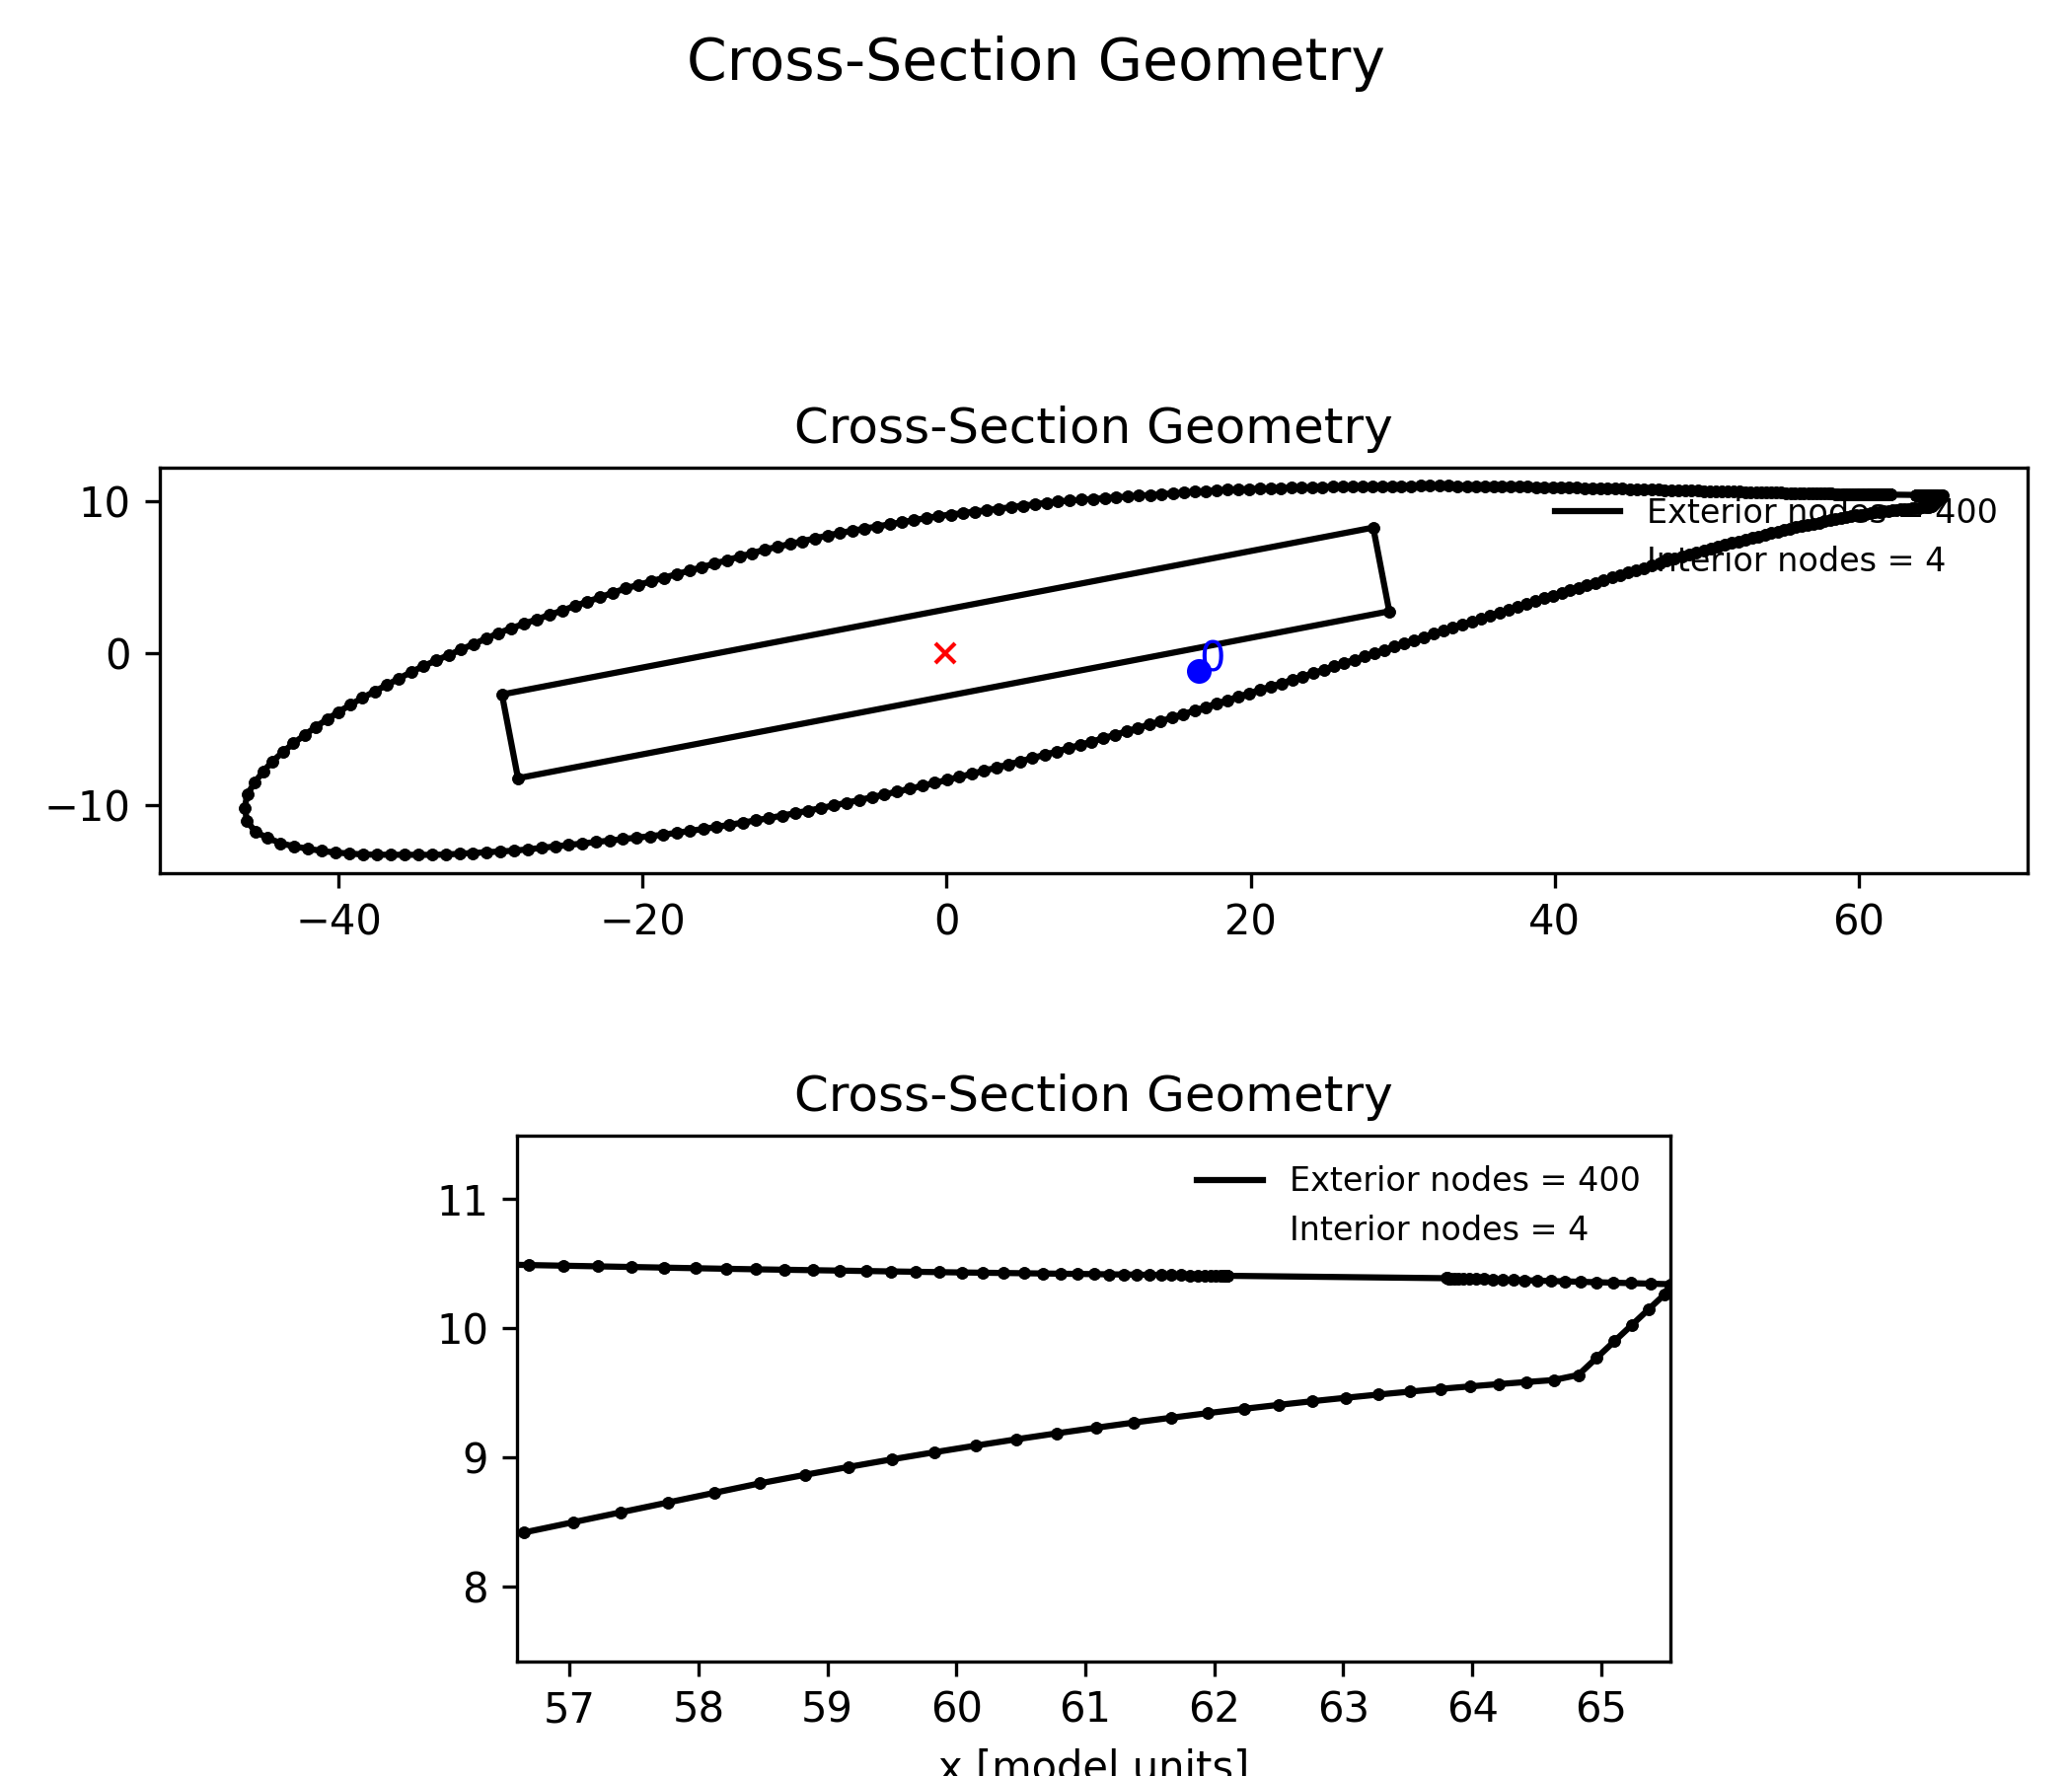 Cross-Section Geometry
Cross-Section Geometry
10
0
−10
Exterior nodes = 400
Interior nodes = 4
0
−40 −20 0 20 40 60
Cross-Section Geometry
11
10
9
8
Exterior nodes = 400
Interior nodes = 4
57 58 59 60 61 62 63 64 65
x [model units]